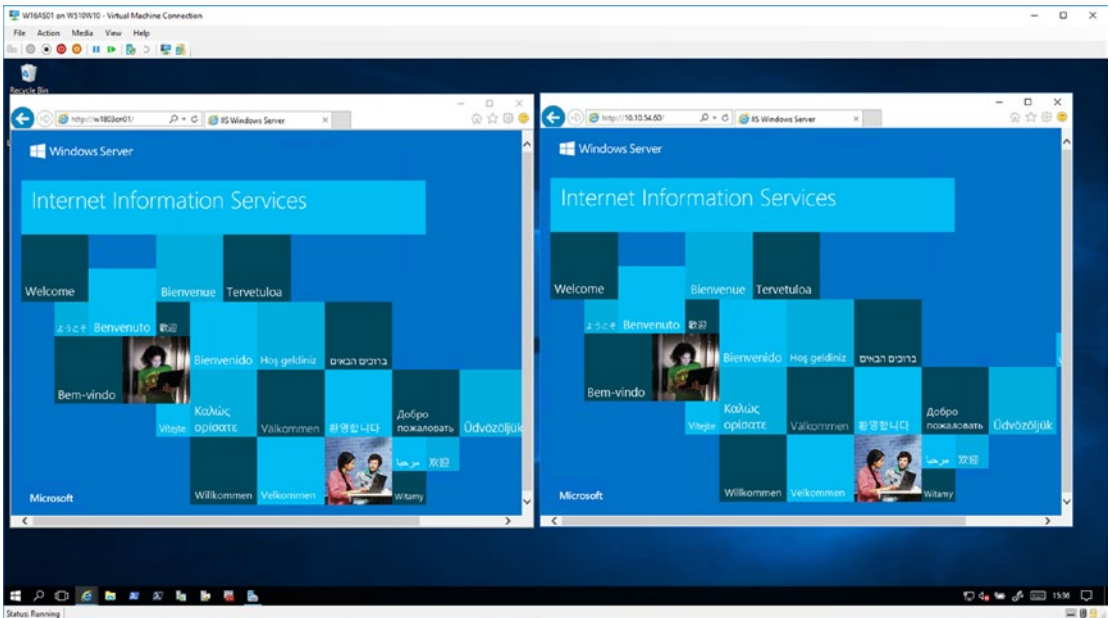 W16AS01 on W510W10 - Virtual Machine Connection
File Action Media View Help
Recycle Bin
http://w1803cn01/
IIS Windows Server
Windows Server
Internet Information Services
Welcome
Bienvenue
Tervetuloa
ようこそ
Benvenuto
歡迎
Bienvenido
Hoş geldiniz
ברוכים הבאים
Bem-vindo
Vítejte
Καλώς
ορίσατε
Välkommen
환영합니다
Добро
пожаловать
Üdvözöljük
مرحبا
欢迎
Microsoft
Willkommen
Velkommen
Witamy
http://10.10.54.60/
IIS Windows Server
Windows Server
Internet Information Services
Welcome
Bienvenue
Tervetuloa
ようこそ
Benvenuto
歡迎
Bienvenido
Hoş geldiniz
ברוכים הבאים
Bem-vindo
Vítejte
Καλώς
ορίσατε
Välkommen
환영합니다
Добро
пожаловать
Üdvözöljük
مرحبا
欢迎
Microsoft
Willkommen
Velkommen
Witamy
15:36
Status: Running